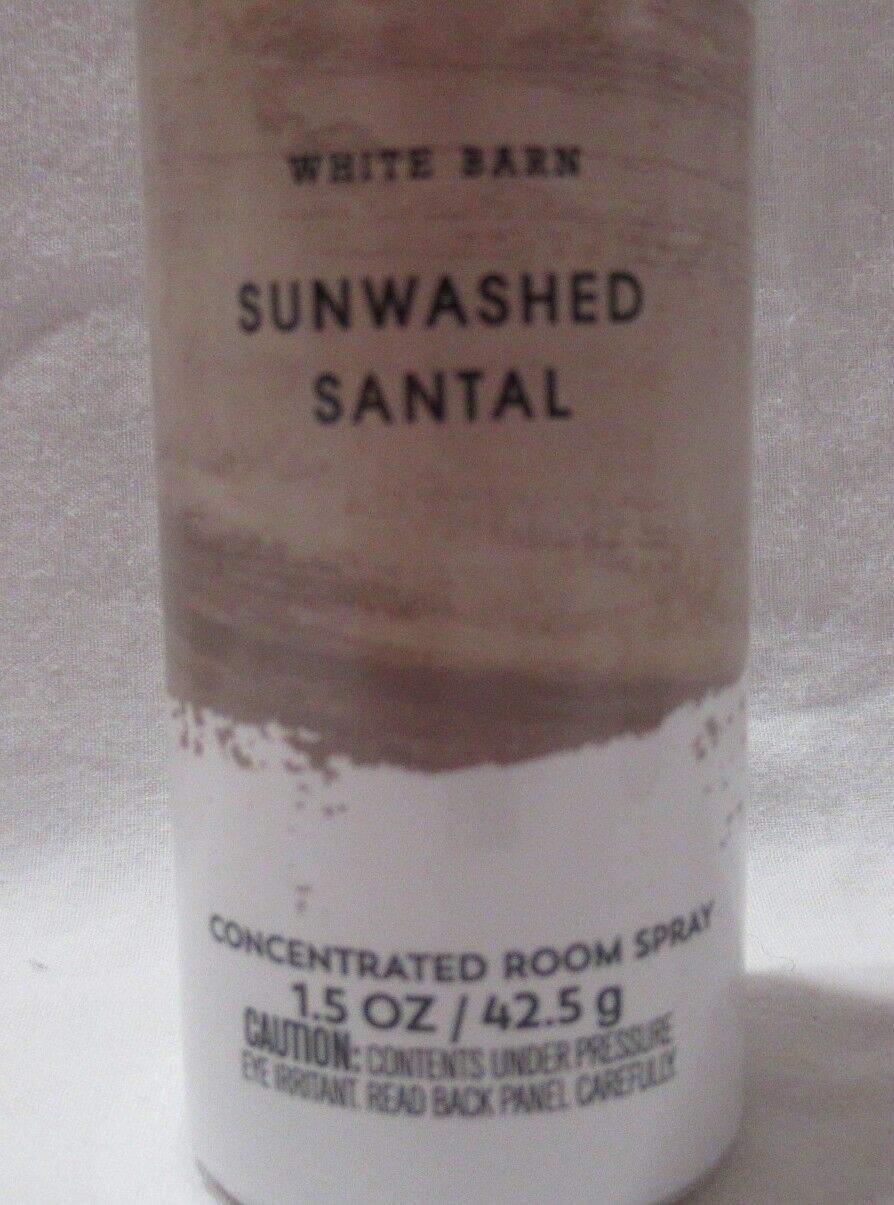 WHITE BARN
SUNWASHED
SANTAL
CONCENTRATED ROOM SPRAY
1.5 OZ / 42.5 g
CAUTION: CONTENTS UNDER PRESSURE
EYE IRRITANT. READ BACK PANEL CAREFULLY